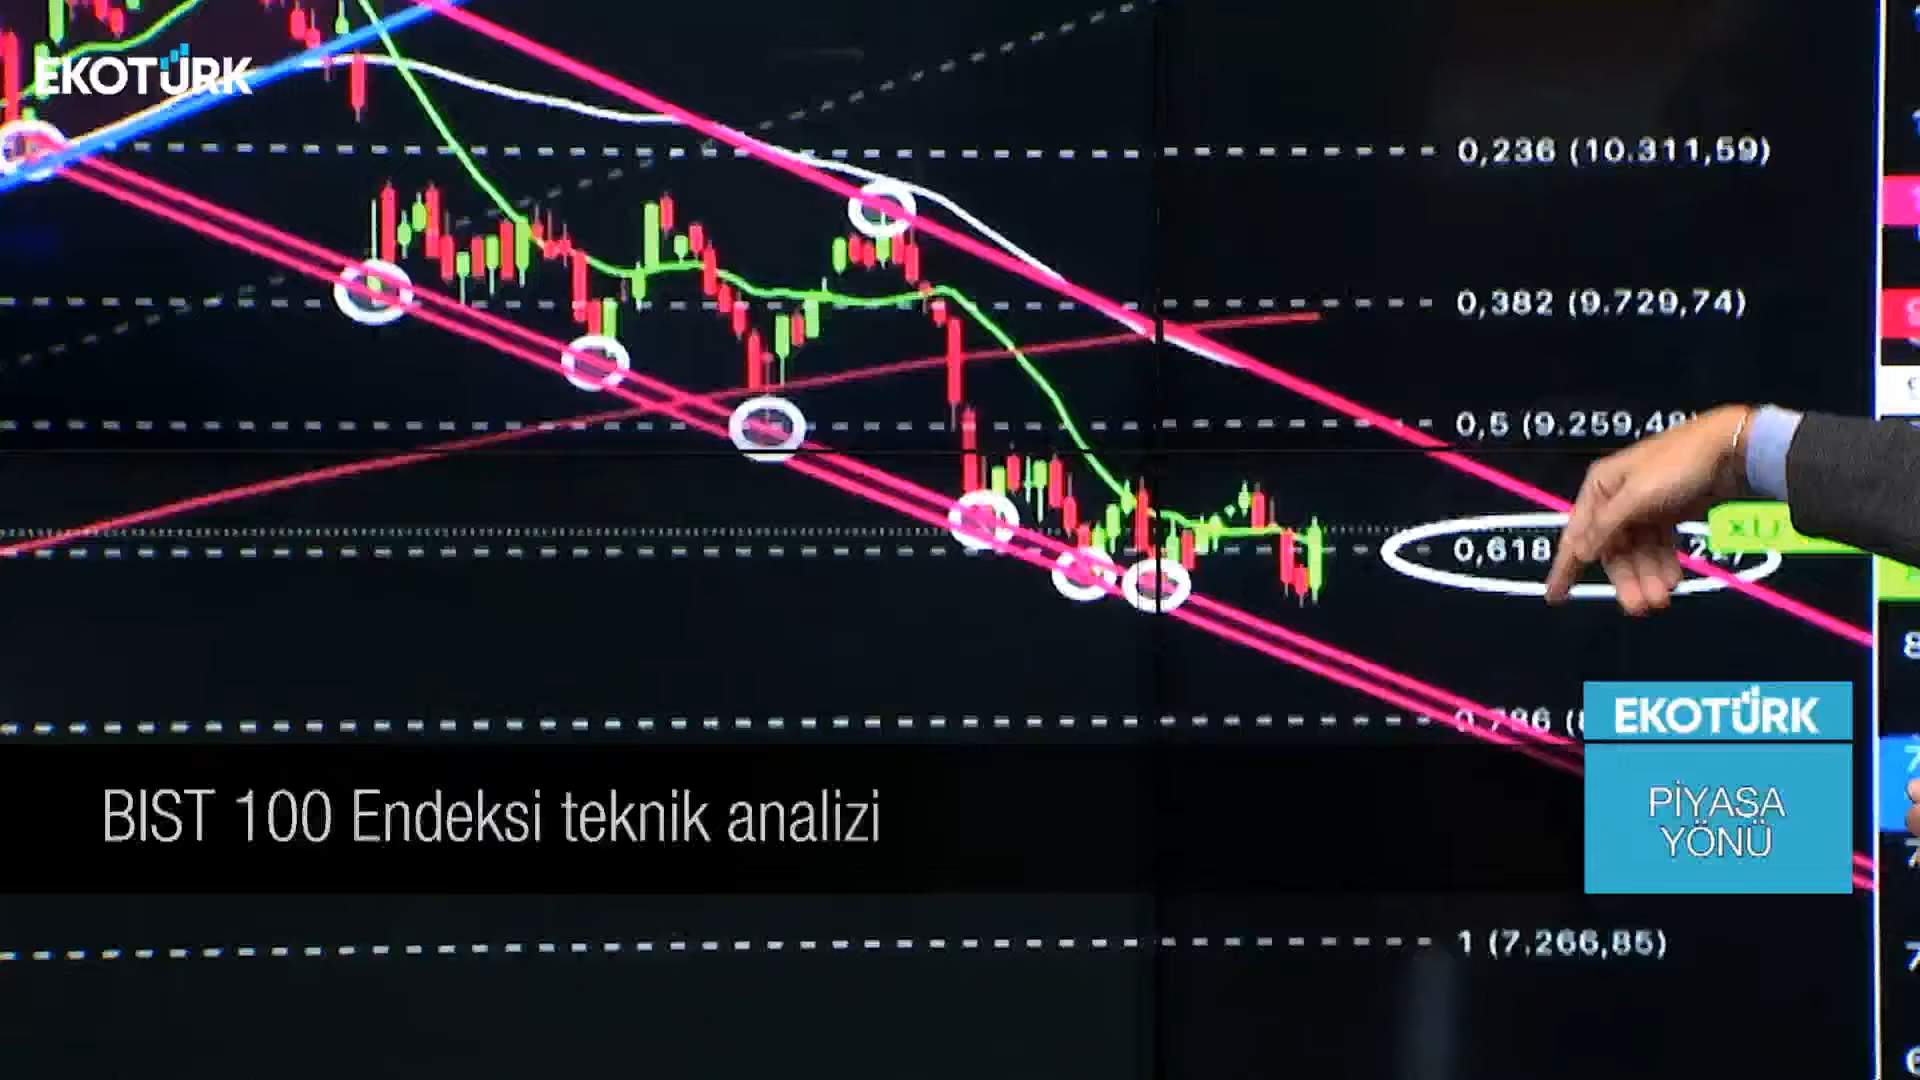 EKOTÜRK
0,236 (10.311,59)
0,382 (9.729,74)
0,5 (9.259,48)
0,618
EKOTÜRK
PİYASA
YÖNÜ
BIST 100 Endeksi teknik analizi
1 (7.266,85)